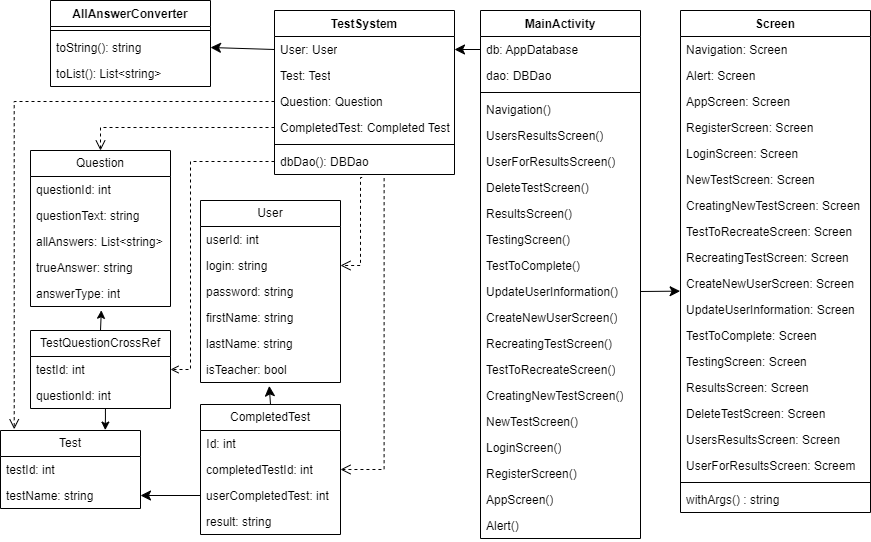 AllAnswerConverter
toString(): string
toList(): List<string>
TestSystem
User: User
Test: Test
Question: Question
CompletedTest: Completed Test
dbDao(): DBDao
MainActivity
db: AppDatabase
dao: DBDao
Navigation()
UsersResultsScreen()
UserForResultsScreen()
DeleteTestScreen()
ResultsScreen()
TestingScreen()
TestToComplete()
UpdateUserInformation()
CreateNewUserScreen()
RecreatingTestScreen()
TestToRecreateScreen()
CreatingNewTestScreen()
NewTestScreen()
LoginScreen()
RegisterScreen()
AppScreen()
Alert()
Screen
Navigation: Screen
Alert: Screen
AppScreen: Screen
RegisterScreen: Screen
LoginScreen: Screen
NewTestScreen: Screen
CreatingNewTestScreen: Screen
TestToRecreateScreen: Screen
RecreatingTestScreen: Screen
CreateNewUserScreen: Screen
UpdateUserInformation: Screen
TestToComplete: Screen
TestingScreen: Screen
ResultsScreen: Screen
DeleteTestScreen: Screen
UsersResultsScreen: Screen
UserForResultsScreen: Screem
withArgs() : string
Question
questionId: int
questionText: string
allAnswers: List<string>
trueAnswer: string
answerType: int
User
userId: int
login: string
password: string
firstName: string
lastName: string
isTeacher: bool
TestQuestionCrossRef
testId: int
questionId: int
CompletedTest
Id: int
completedTestId: int
userCompletedTest: int
result: string
Test
testId: int
testName: string